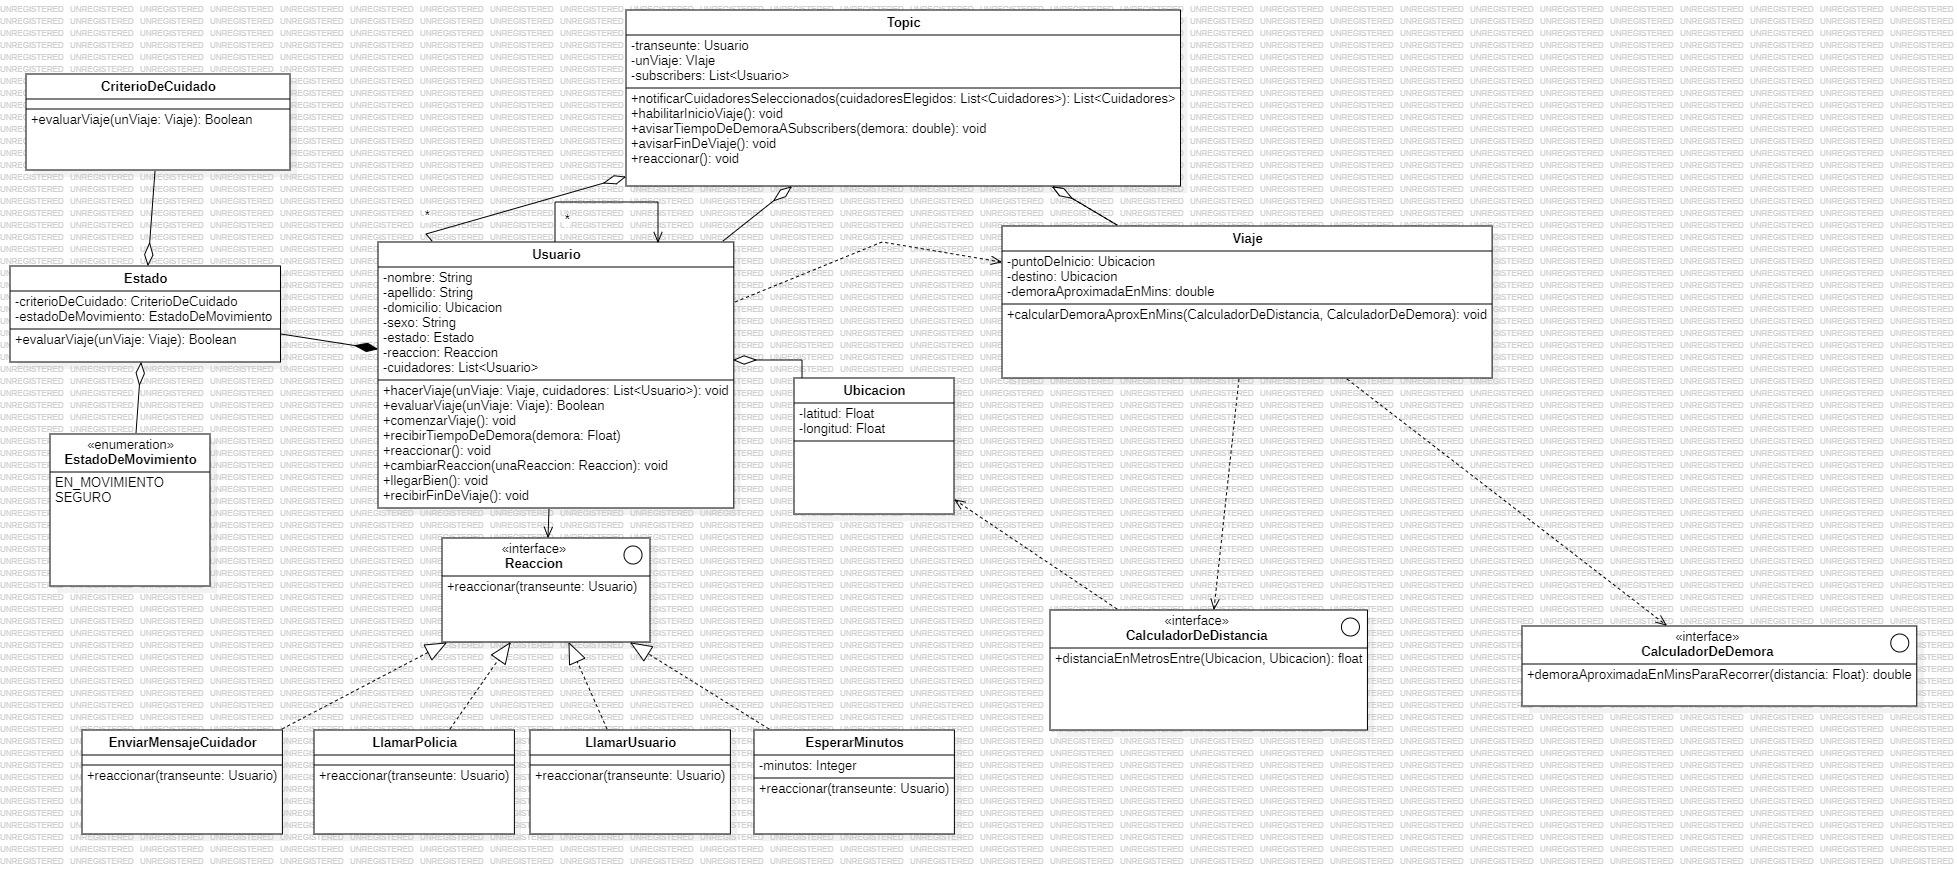 Topic
-transeunte: Usuario
-unViaje: VIaje
-subscribers: List<Usuario>
+notificarCuidadoresSeleccionados(cuidadoresElegidos: List<Cuidadores>): List<Cuidadores>
+habilitarInicioViaje(): void
+avisarTiempoDeDemoraASubscribers(demora: double): void
+avisarFinDeViaje(): void
+reaccionar(): void
CriterioDeCuidado
+evaluarViaje(unViaje: Viaje): Boolean
*
*
Estado
-criterioDeCuidado: CriterioDeCuidado
-estadoDeMovimiento: EstadoDeMovimiento
+evaluarViaje(unViaje: Viaje): Boolean
Usuario
-nombre: String
-apellido: String
-domicilio: Ubicacion
-sexo: String
-estado: Estado
-reaccion: Reaccion
-cuidadores: List<Usuario>
+hacerViaje(unViaje: Viaje, cuidadores: List<Usuario>): void
+evaluarViaje(unViaje: Viaje): Boolean
+comenzarViaje(): void
+recibirTiempoDeDemora(demora: Float)
+reaccionar(): void
+cambiarReaccion(unaReaccion: Reaccion): void
+llegarBien(): void
+recibirFinDeViaje(): void
Viaje
-puntoDeInicio: Ubicacion
-destino: Ubicacion
-demoraAproximadaEnMins: double
+calcularDemoraAproxEnMins(CalculadorDeDistancia, CalculadorDeDemora): void
Ubicacion
-latitud: Float
-longitud: Float
«enumeration»
EstadoDeMovimiento
EN_MOVIMIENTO
SEGURO
«interface»
Reaccion
+reaccionar(transeunte: Usuario)
«interface»
CalculadorDeDistancia
+distanciaEnMetrosEntre(Ubicacion, Ubicacion): float
«interface»
CalculadorDeDemora
+demoraAproximadaEnMinsParaRecorrer(distancia: Float): double
EnviarMensajeCuidador
+reaccionar(transeunte: Usuario)
LlamarPolicia
+reaccionar(transeunte: Usuario)
LlamarUsuario
+reaccionar(transeunte: Usuario)
EsperarMinutos
-minutos: Integer
+reaccionar(transeunte: Usuario)
UNREGISTERED